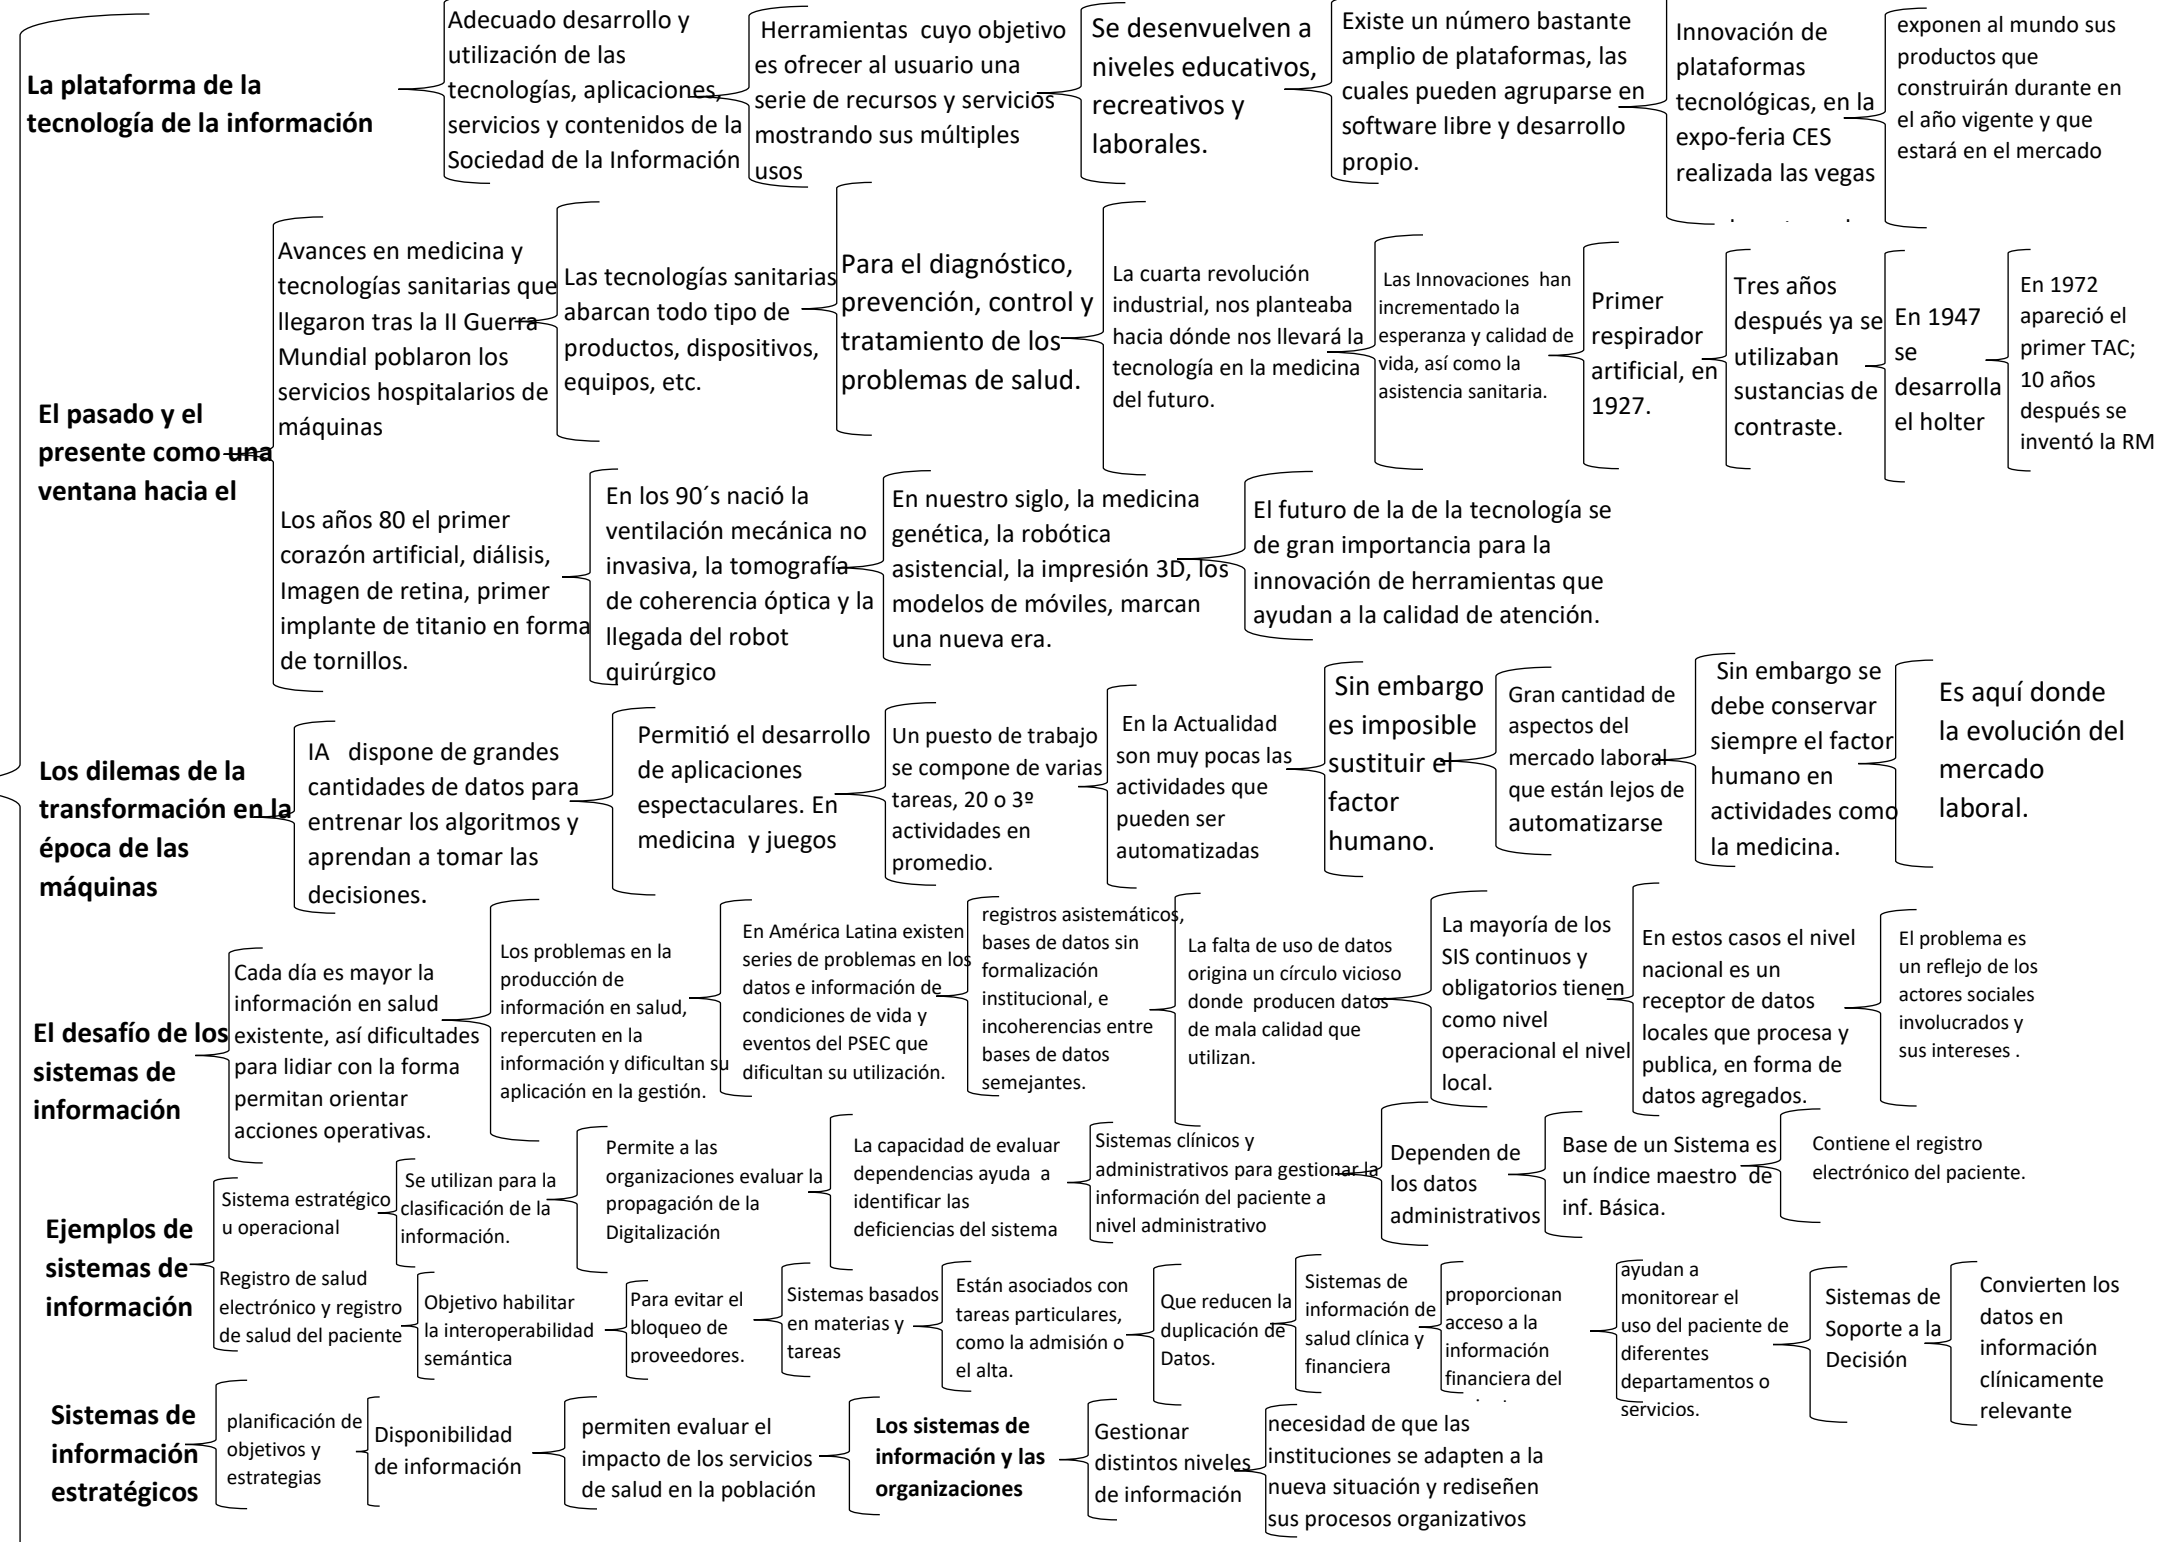 La plataforma de la
tecnología de la información
Adecuado desarrollo y
utilización de las
tecnologías, aplicaciones,
servicios y contenidos de la
Sociedad de la Información
Herramientas cuyo objetivo
es ofrecer al usuario una
serie de recursos y servicios
mostrando sus múltiples
usos
Se desenvuelven a
niveles educativos,
recreativos y
laborales.
Existe un número bastante
amplio de plataformas, las
cuales pueden agruparse en
software libre y desarrollo
propio.
Innovación de
plataformas
tecnológicas, en la
expo-feria CES
realizada las vegas
exponen al mundo sus
productos que
construirán durante en
el año vigente y que
estará en el mercado
El pasado y el
presente como una
ventana hacia el
Avances en medicina y
tecnologías sanitarias que
llegaron tras la II Guerra
Mundial poblaron los
servicios hospitalarios de
máquinas
Las tecnologías sanitarias
abarcan todo tipo de
productos, dispositivos,
equipos, etc.
Para el diagnóstico,
prevención, control y
tratamiento de los
problemas de salud.
La cuarta revolución
industrial, nos planteaba
hacia dónde nos llevará la
tecnología en la medicina
del futuro.
Las Innovaciones han
incrementado la
esperanza y calidad de
vida, así como la
asistencia sanitaria.
Primer
respirador
artificial, en
1927.
Tres años
después ya se
utilizaban
sustancias de
contraste.
En 1947
se
desarrolla
el holter
En 1972
apareció el
primer TAC;
10 años
después se
inventó la RM
Los años 80 el primer
corazón artificial, diálisis,
Imagen de retina, primer
implante de titanio en forma
de tornillos.
En los 90´s nació la
ventilación mecánica no
invasiva, la tomografía
de coherencia óptica y la
llegada del robot
quirúrgico
En nuestro siglo, la medicina
genética, la robótica
asistencial, la impresión 3D, los
modelos de móviles, marcan
una nueva era.
El futuro de la de la tecnología se
de gran importancia para la
innovación de herramientas que
ayudan a la calidad de atención.
Los dilemas de la
transformación en la
época de las
máquinas
IA dispone de grandes
cantidades de datos para
entrenar los algoritmos y
aprendan a tomar las
decisiones.
Permitió el desarrollo
de aplicaciones
espectaculares. En
medicina y juegos
Un puesto de trabajo
se compone de varias
tareas, 20 o 3º
actividades en
promedio.
En la Actualidad
son muy pocas las
actividades que
pueden ser
automatizadas
Sin embargo
es imposible
sustituir el
factor
humano.
Gran cantidad de
aspectos del
mercado laboral
que están lejos de
automatizarse
Sin embargo se
debe conservar
siempre el factor
humano en
actividades como
la medicina.
Es aquí donde
la evolución del
mercado
laboral.
El desafío de los
sistemas de
información
Cada día es mayor la
información en salud
existente, así dificultades
para lidiar con la forma
permitan orientar
acciones operativas.
Los problemas en la
producción de
información en salud,
repercuten en la
información y dificultan su
aplicación en la gestión.
En América Latina existen
series de problemas en los
datos e información de
condiciones de vida y
eventos del PSEC que
dificultan su utilización.
registros asistemáticos,
bases de datos sin
formalización
institucional, e
incoherencias entre
bases de datos
semejantes.
La falta de uso de datos
origina un círculo vicioso
donde producen datos
de mala calidad que
utilizan.
La mayoría de los
SIS continuos y
obligatorios tienen
como nivel
operacional el nivel
local.
En estos casos el nivel
nacional es un
receptor de datos
locales que procesa y
publica, en forma de
datos agregados.
El problema es
un reflejo de los
actores sociales
involucrados y
sus intereses .
Ejemplos de
sistemas de
información
Sistema estratégico
u operacional
Se utilizan para la
clasificación de la
información.
Permite a las
organizaciones evaluar la
propagación de la
Digitalización
La capacidad de evaluar
dependencias ayuda a
identificar las
deficiencias del sistema
Sistemas clínicos y
administrativos para gestionar la
información del paciente a
nivel administrativo
Dependen de
los datos
administrativos
Base de un Sistema es
un índice maestro de
inf. Básica.
Contiene el registro
electrónico del paciente.
Registro de salud
electrónico y registro
de salud del paciente
Objetivo habilitar
la interoperabilidad
semántica
Para evitar el
bloqueo de
proveedores.
Sistemas basados
en materias y
tareas
Están asociados con
tareas particulares,
como la admisión o
el alta.
Que reducen la
duplicación de
Datos.
Sistemas de
información de
salud clínica y
financiera
proporcionan
acceso a la
información
financiera del
ayudan a
monitorear el
uso del paciente de
diferentes
departamentos o
servicios.
Sistemas de
Soporte a la
Decisión
Convierten los
datos en
información
clínicamente
relevante
Sistemas de
información
estratégicos
planificación de
objetivos y
estrategias
Disponibilidad
de información
permiten evaluar el
impacto de los servicios
de salud en la población
Los sistemas de
información y las
organizaciones
Gestionar
distintos niveles
de información
necesidad de que las
instituciones se adapten a la
nueva situación y rediseñen
sus procesos organizativos